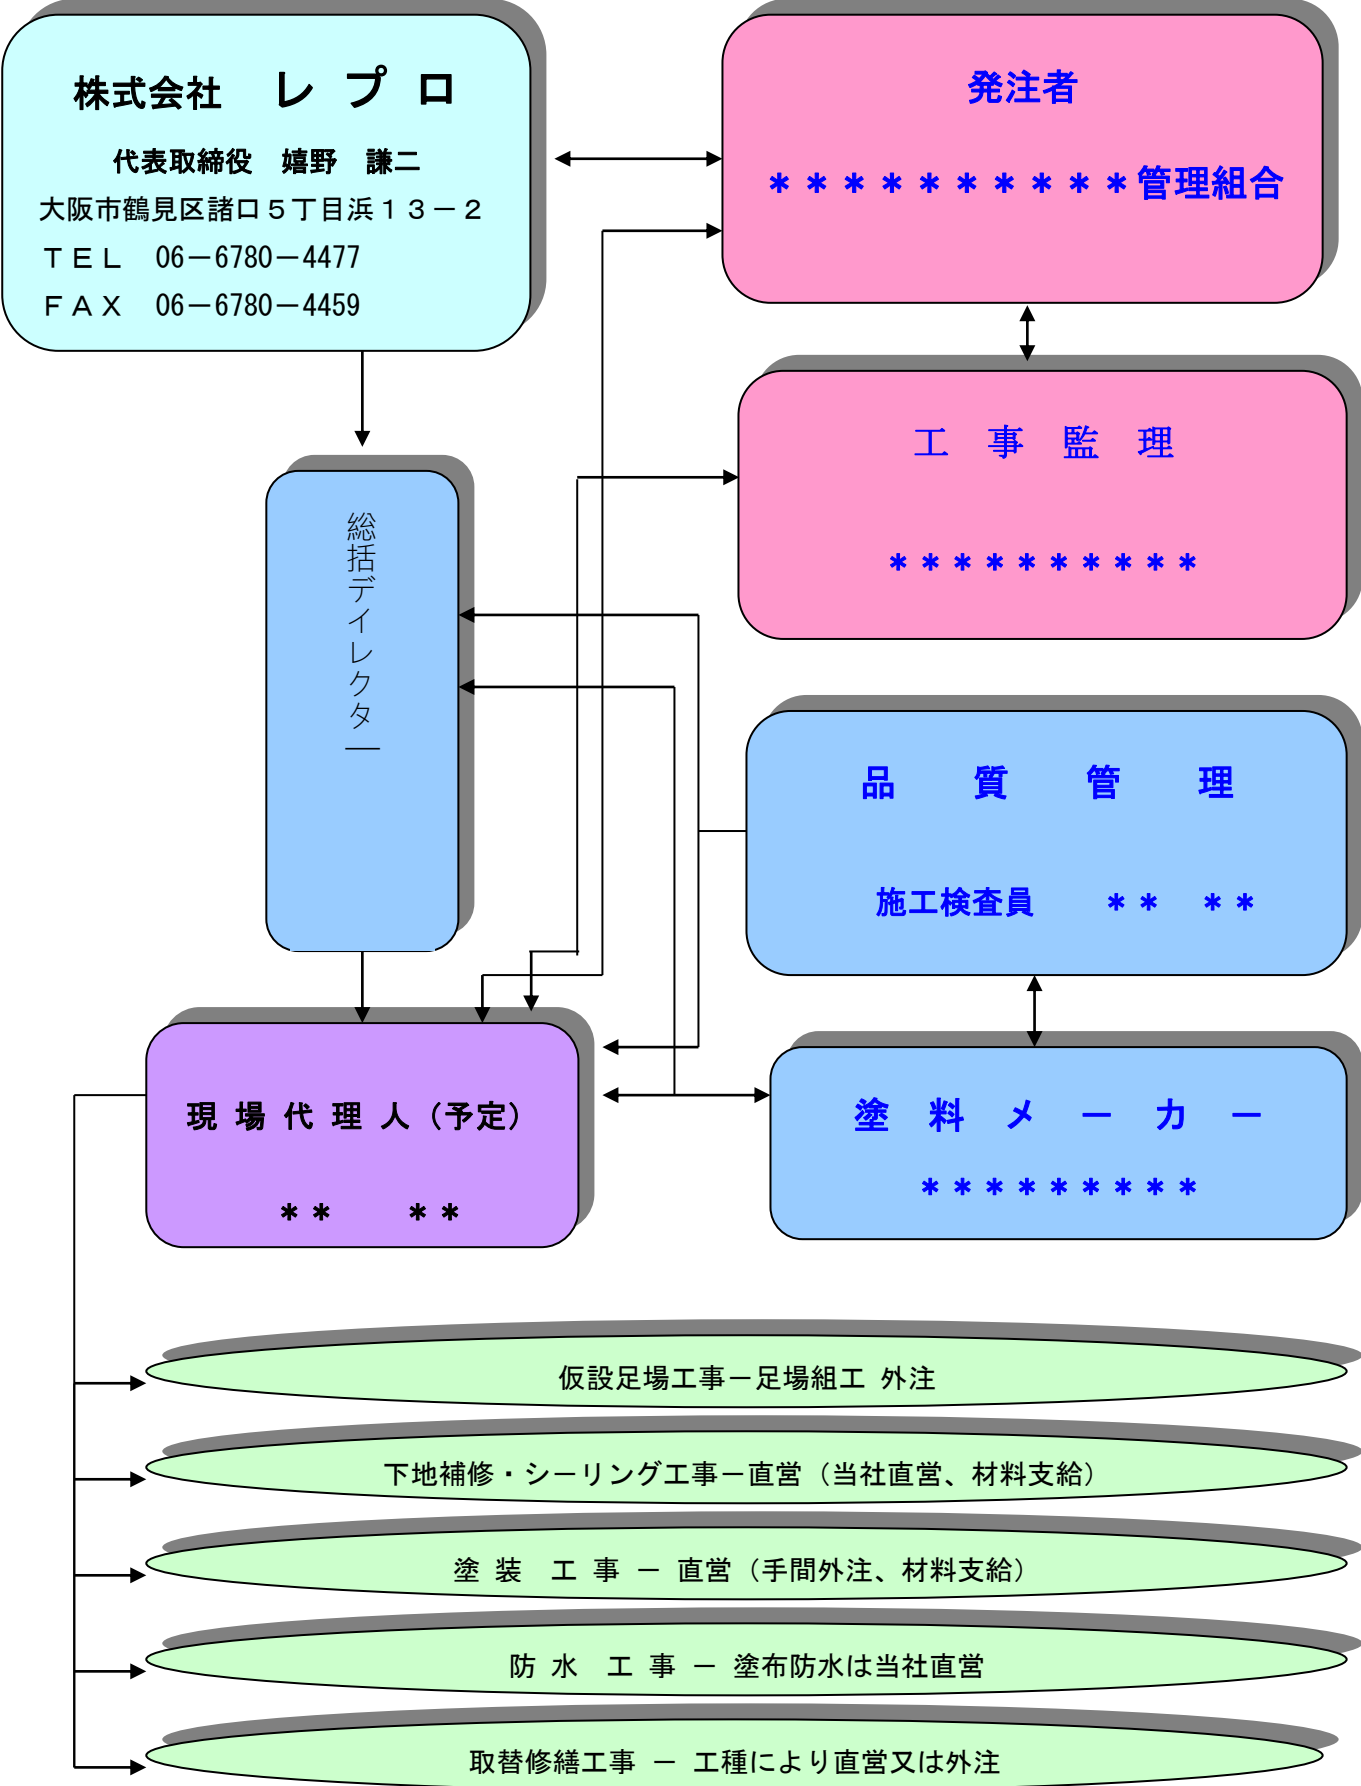 株式会社　レ プ ロ
代表取締役　嬉野　謙二
大阪市鶴見区諸口５丁目浜１３－２
ＴＥＬ　06－6780－4477
ＦＡＸ　06－6780－4459
発注者
＊＊＊＊＊＊＊＊＊＊管理組合
工　事　監　理
＊＊＊＊＊＊＊＊＊＊
総括デイレクター
品　質　管　理
施工検査員　＊＊　＊＊
現 場 代 理 人（予定）
＊＊　＊＊
塗　料　メ　ー　カ　ー
＊＊＊＊＊＊＊＊＊
仮設足場工事－足場組工 外注
下地補修・シーリング工事－直営（当社直営、材料支給）
塗 装　工 事 － 直営（手間外注、材料支給）
防 水　工 事 － 塗布防水は当社直営
取替修繕工事 － 工種により直営又は外注